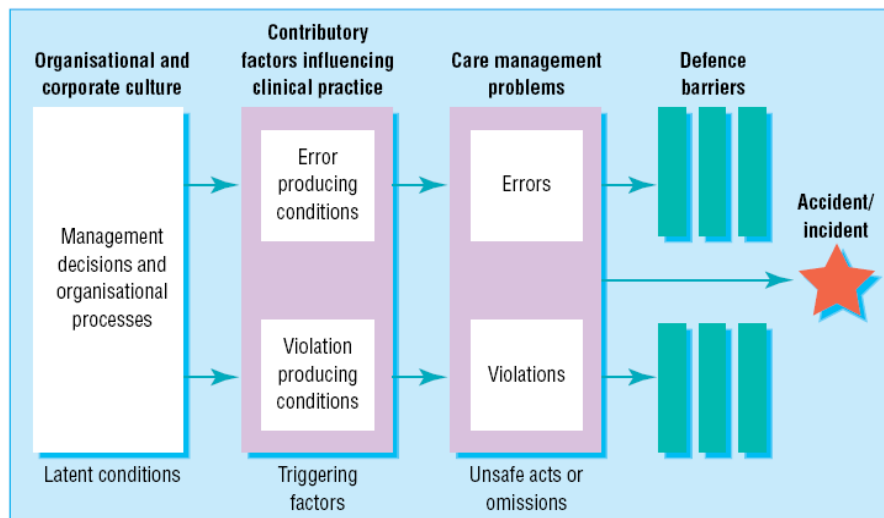 Organisational and
corporate culture
Contributory
factors influencing
clinical practice
Care management
problems
Defence
barriers
Management
decisions and
organisational
processes
Error
producing
conditions
Errors
Violation
producing
conditions
Violations
Accident/
incident
Latent conditions
Triggering
factors
Unsafe acts or
omissions